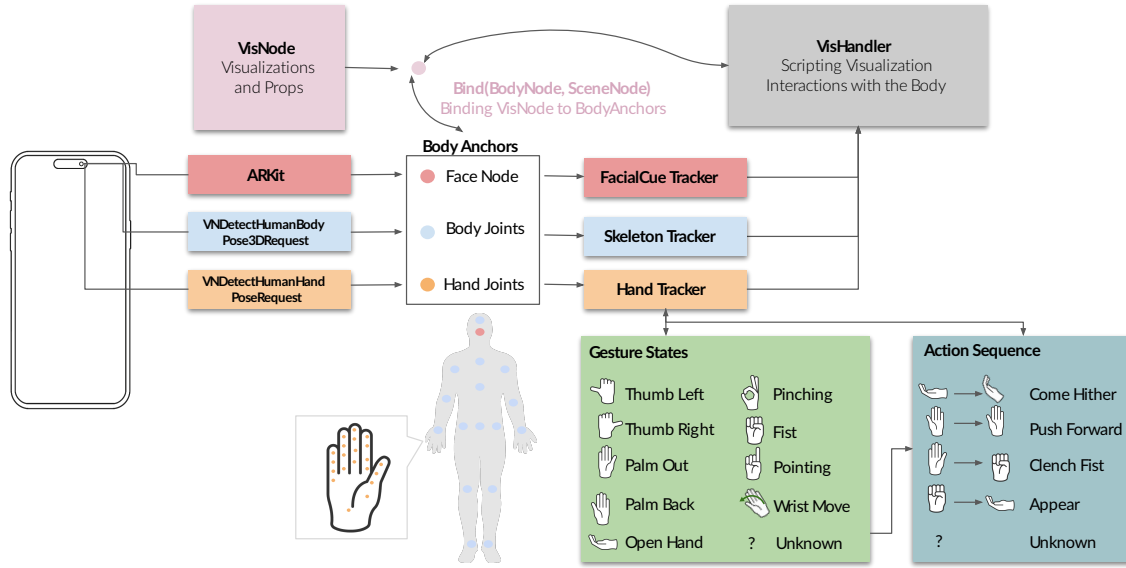 VisNode
Visualizations
and Props
VisHandler
Scripting Visualization
Interactions with the Body
Bind(BodyNode, SceneNode)
Binding VisNode to BodyAnchors
Body Anchors
ARKit
Face Node
FacialCue Tracker
VNDetectHumanBody
Pose3DRequest
Body Joints
Skeleton Tracker
VNDetectHumanHand
PoseRequest
Hand Joints
Hand Tracker
Gesture States
Thumb Left
Pinching
Thumb Right
Fist
Palm Out
Pointing
Palm Back
Wrist Move
Open Hand
? Unknown
Action Sequence
Come Hither
Push Forward
Clench Fist
Appear
? Unknown